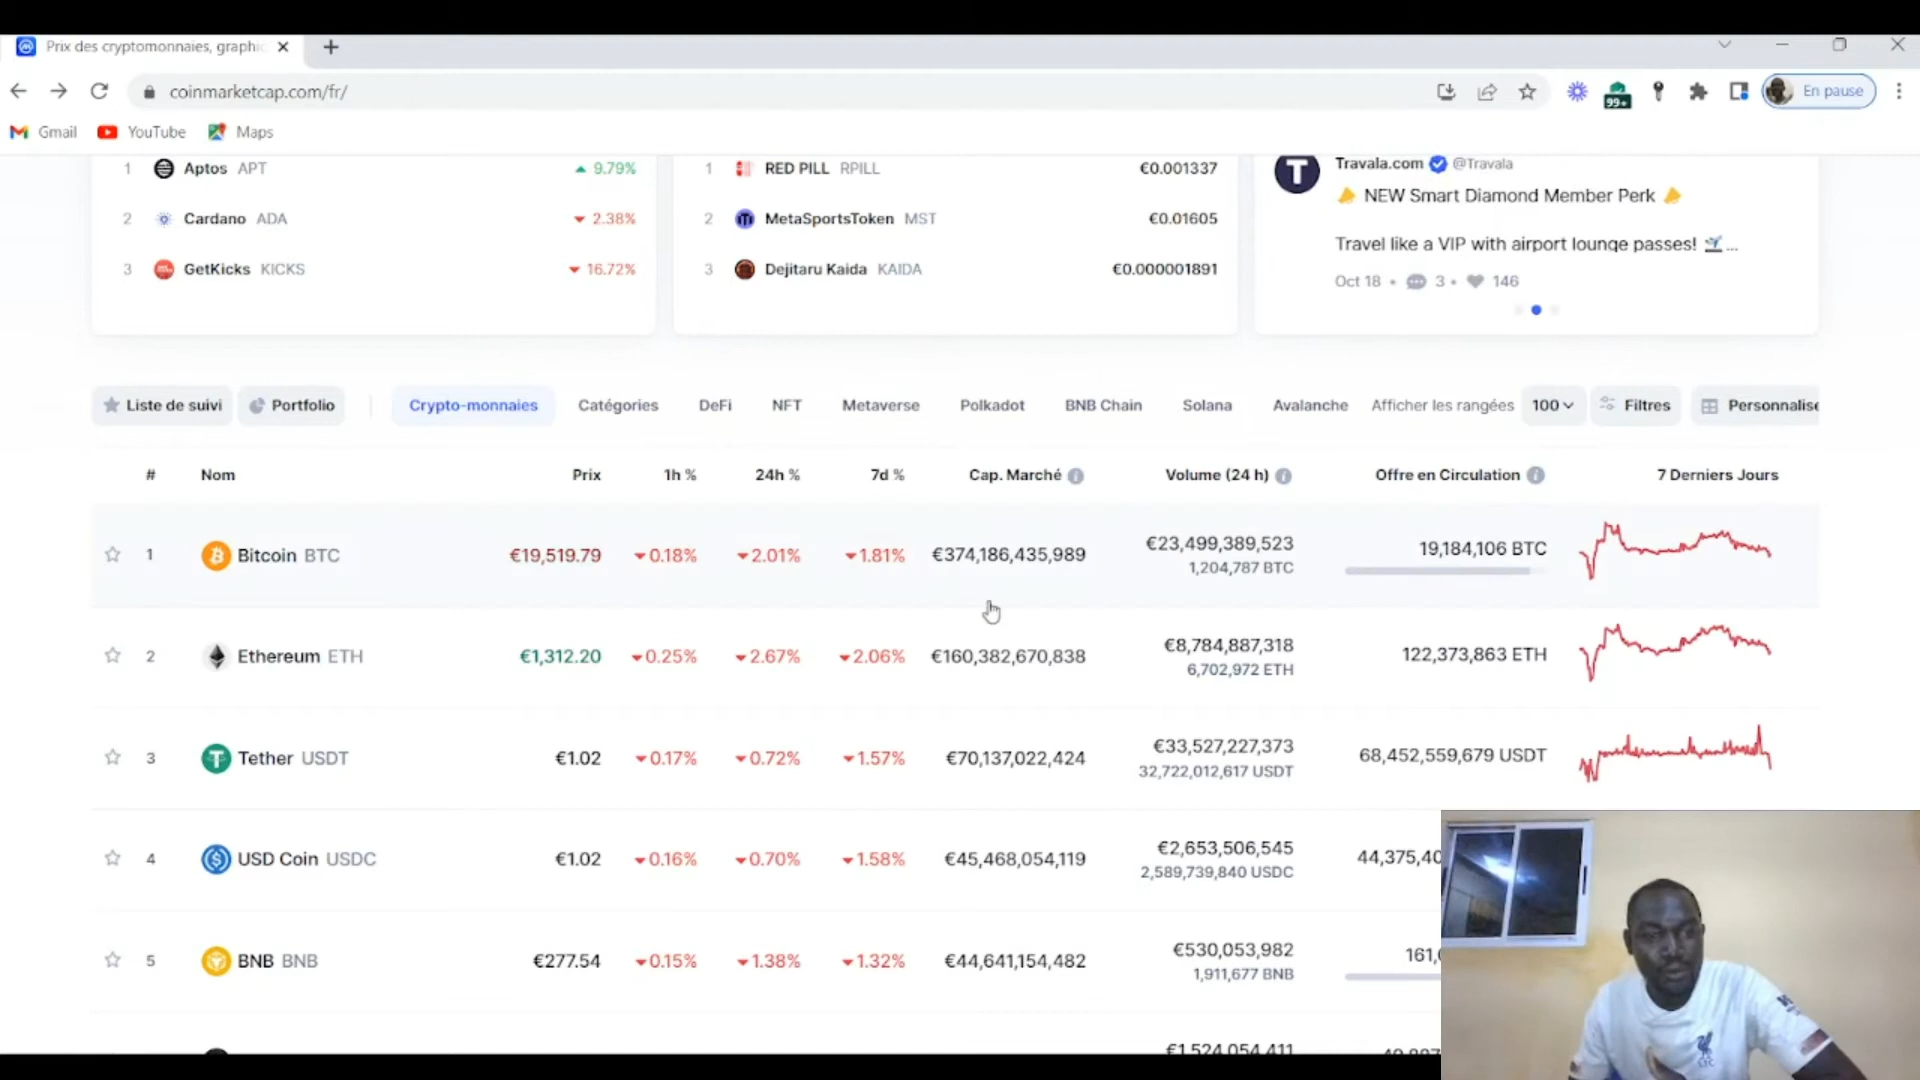 Prix des cryptomonnaies, graphi
coinmarketcap.com/fr/
99+
En pause
Gmail YouTube Maps
1 Aptos APT 9.79%
2 Cardano ADA 2.38%
3 GetKicks KICKS 16.72%
1 RED PILL RPILL €0.001337
2 MetaSportsToken MST €0.01605
3 Dejitaru Kaida KAIDA €0.000001891
Travala.com @Travala
NEW Smart Diamond Member Perk
Travel like a VIP with airport lounge passes! ...
Oct 18 • 3 • 146
Liste de suivi Portfolio Crypto-monnaies Catégories DeFi NFT Metaverse Polkadot BNB Chain Solana Avalanche Afficher les rangées 100 Filtres Personnalise
# Nom Prix 1h % 24h % 7d % Cap. Marché Volume (24 h) Offre en Circulation 7 Derniers Jours
1 Bitcoin BTC €19,519.79 0.18% 2.01% 1.81% €374,186,435,989 €23,499,389,523 19,184,106 BTC
1,204,787 BTC
2 Ethereum ETH €1,312.20 0.25% 2.67% 2.06% €160,382,670,838 €8,784,887,318 122,373,863 ETH
6,702,972 ETH
3 Tether USDT €1.02 0.17% 0.72% 1.57% €70,137,022,424 €33,527,227,373 68,452,559,679 USDT
32,722,012,617 USDT
4 USD Coin USDC €1.02 0.16% 0.70% 1.58% €45,468,054,119 €2,653,506,545 44,375,40
2,589,739,840 USDC
5 BNB BNB €277.54 0.15% 1.38% 1.32% €44,641,154,482 €530,053,982 161,
1,911,677 BNB
€1,524,054,411